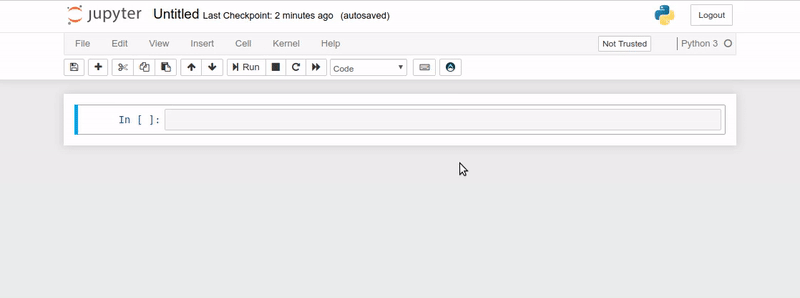 jupyter Untitled Last Checkpoint: 2 minutes ago (autosaved) Logout
File Edit View Insert Cell Kernel Help Not Trusted Python 3
Run Code
In [ ]: